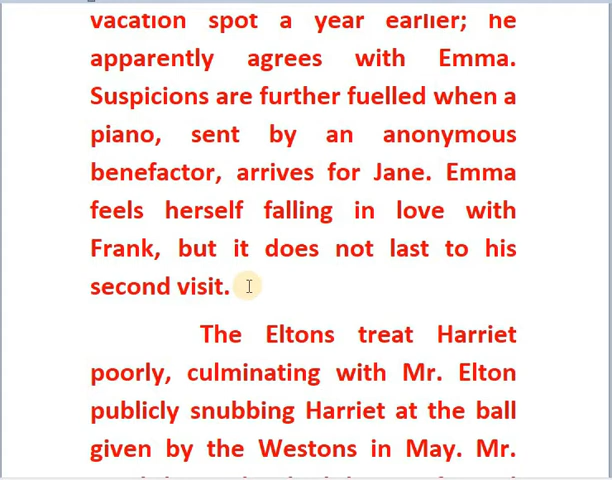 vacation spot a year earlier; he
apparently agrees with Emma.
Suspicions are further fuelled when a
piano, sent by an anonymous
benefactor, arrives for Jane. Emma
feels herself falling in love with
Frank, but it does not last to his
second visit.
The Eltons treat Harriet
poorly, culminating with Mr. Elton
publicly snubbing Harriet at the ball
given by the Westons in May. Mr.